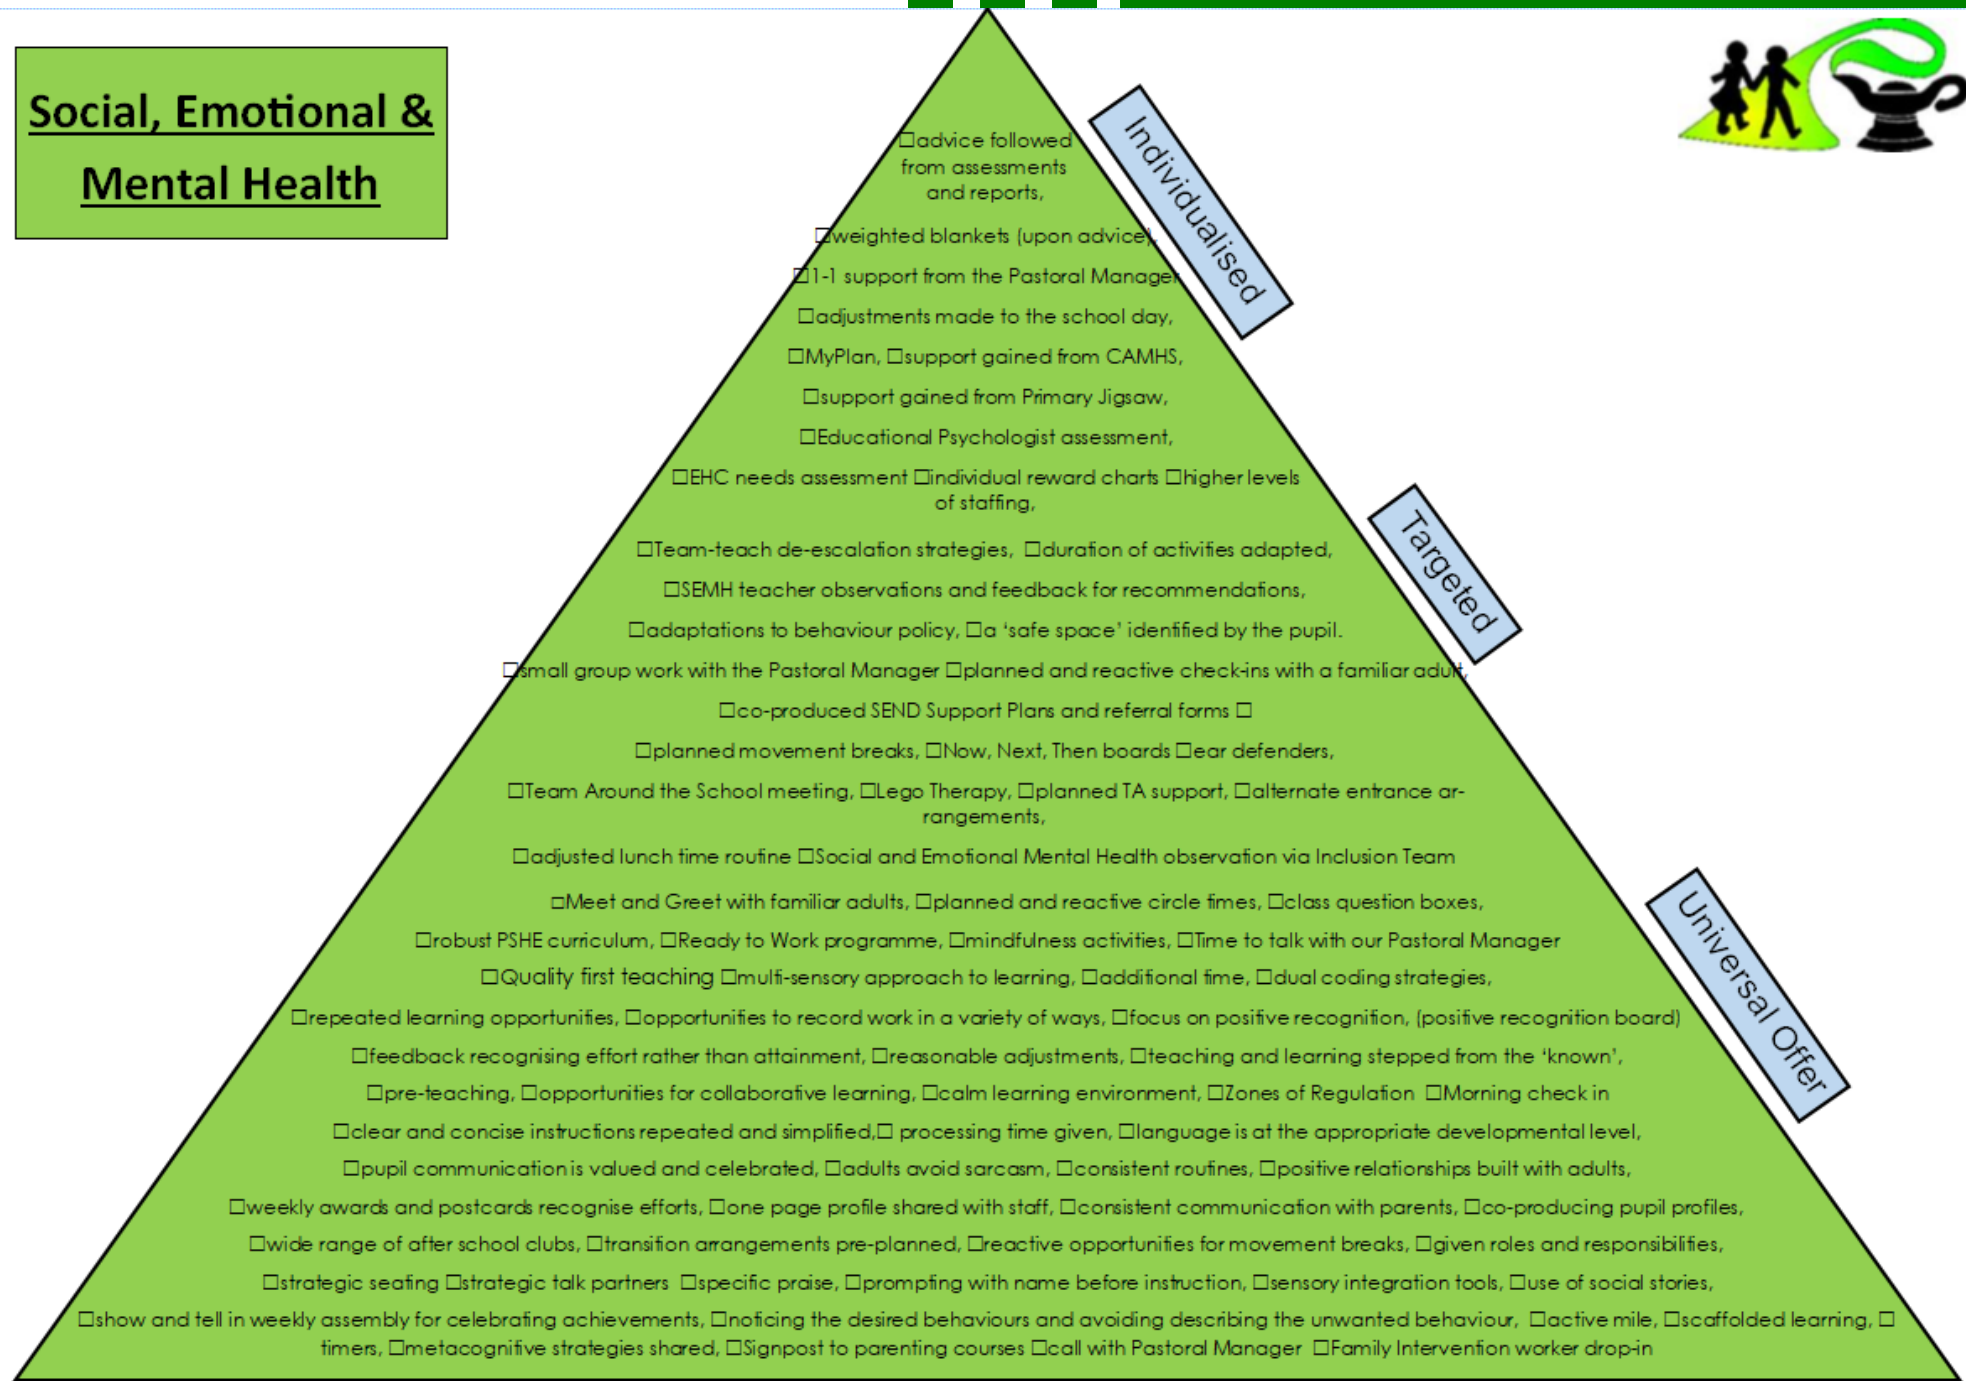 Social, Emotional &
Mental Health
Individualised
☐advice followed
from assessments
and reports,
☐weighted blankets (upon advice),
☐1-1 support from the Pastoral Manager
☐adjustments made to the school day,
☐MyPlan, ☐support gained from CAMHS,
☐support gained from Primary Jigsaw,
☐Educational Psychologist assessment,
☐EHC needs assessment ☐individual reward charts ☐higher levels
of staffing,
Targeted
☐Team-teach de-escalation strategies, ☐duration of activities adapted,
☐SEMH teacher observations and feedback for recommendations,
☐adaptations to behaviour policy, ☐a ‘safe space’ identified by the pupil.
☐small group work with the Pastoral Manager ☐planned and reactive check-ins with a familiar adult,
☐co-produced SEND Support Plans and referral forms ☐
☐planned movement breaks, ☐Now, Next, Then boards ☐ear defenders,
☐Team Around the School meeting, ☐Lego Therapy, ☐planned TA support, ☐alternate entrance ar-
rangements,
☐adjusted lunch time routine ☐Social and Emotional Mental Health observation via Inclusion Team
Universal Offer
☐Meet and Greet with familiar adults, ☐planned and reactive circle times, ☐class question boxes,
☐robust PSHE curriculum, ☐Ready to Work programme, ☐mindfulness activities, ☐Time to talk with our Pastoral Manager
☐Quality first teaching ☐multi-sensory approach to learning, ☐additional time, ☐dual coding strategies,
☐repeated learning opportunities, ☐opportunities to record work in a variety of ways, ☐focus on positive recognition, (positive recognition board)
☐feedback recognising effort rather than attainment, ☐reasonable adjustments, ☐teaching and learning stepped from the ‘known’,
☐pre-teaching, ☐opportunities for collaborative learning, ☐calm learning environment, ☐Zones of Regulation ☐Morning check in
☐clear and concise instructions repeated and simplified,☐ processing time given, ☐language is at the appropriate developmental level,
☐pupil communication is valued and celebrated, ☐adults avoid sarcasm, ☐consistent routines, ☐positive relationships built with adults,
☐weekly awards and postcards recognise efforts, ☐one page profile shared with staff, ☐consistent communication with parents, ☐co-producing pupil profiles,
☐wide range of after school clubs, ☐transition arrangements pre-planned, ☐reactive opportunities for movement breaks, ☐given roles and responsibilities,
☐strategic seating ☐strategic talk partners ☐specific praise, ☐prompting with name before instruction, ☐sensory integration tools, ☐use of social stories,
☐show and tell in weekly assembly for celebrating achievements, ☐noticing the desired behaviours and avoiding describing the unwanted behaviour, ☐active mile, ☐scaffolded learning, ☐
timers, ☐metacognitive strategies shared, ☐Signpost to parenting courses ☐call with Pastoral Manager ☐Family Intervention worker drop-in